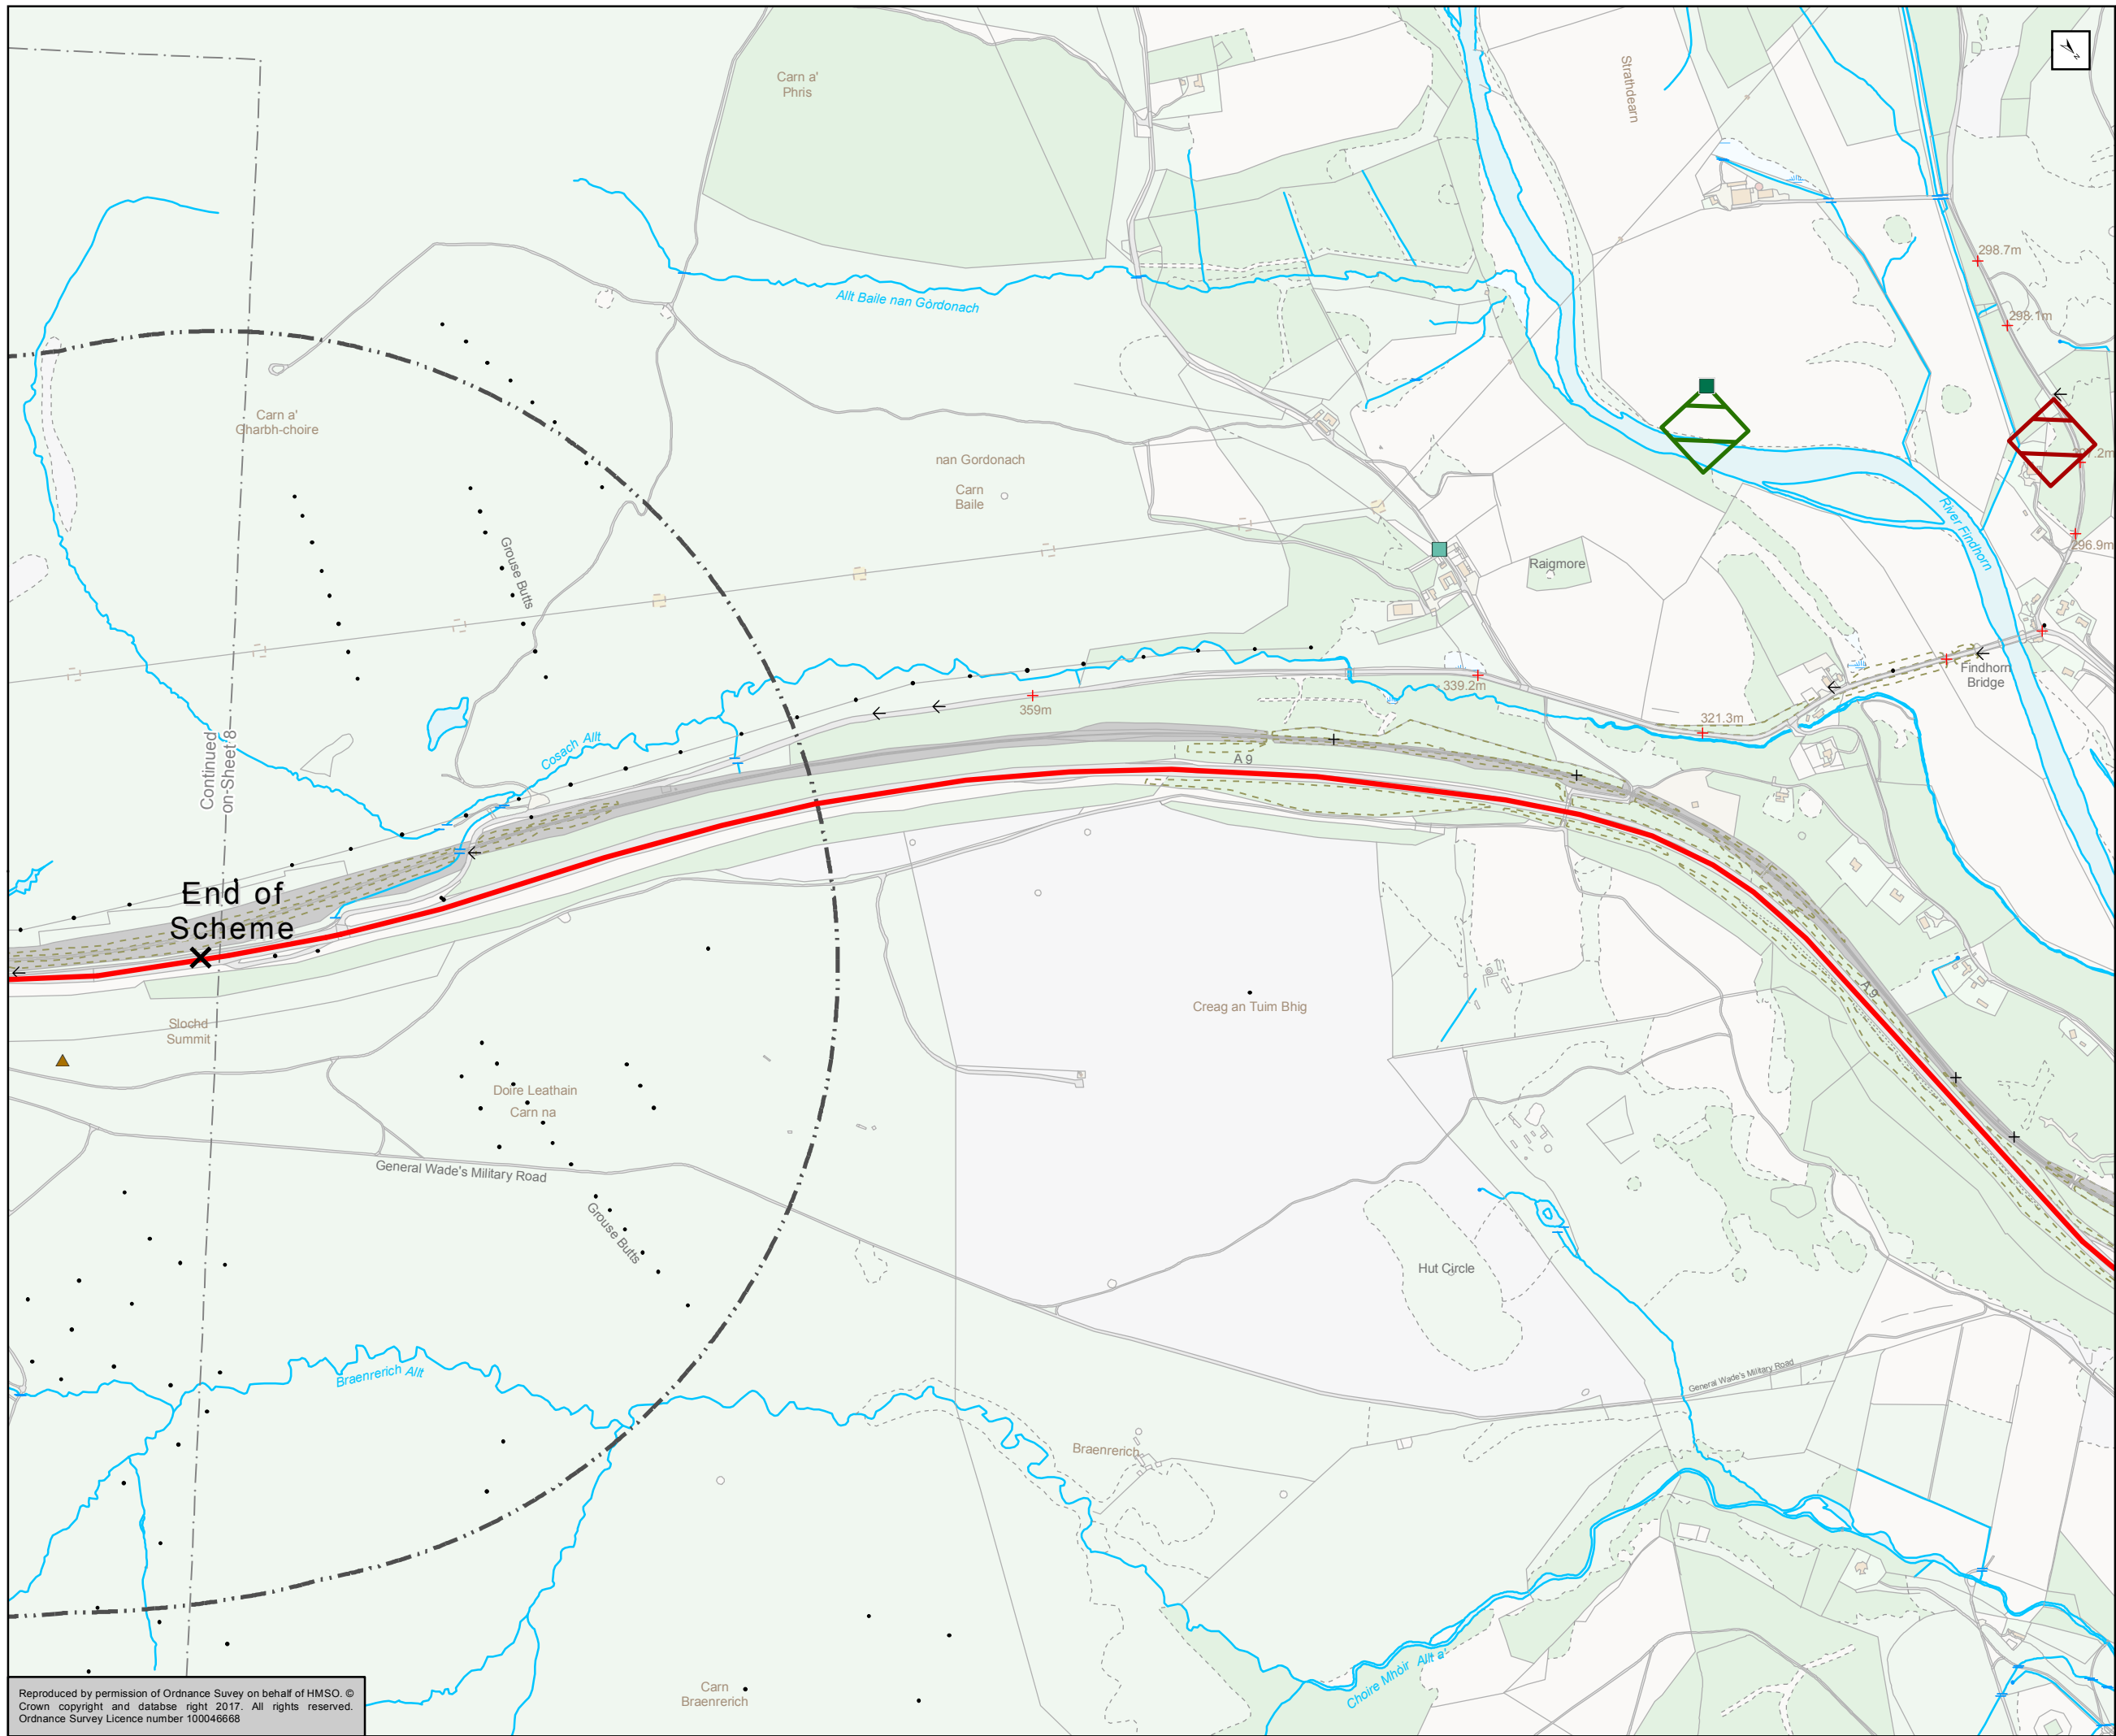 Carn a'
Phris
Strathdearn
298.7m
Allt Baile nan Gòrdonach
298.1m
Carn a'
Gharbh-choire
nan Gordonach
7.2m
Carn
Baile
River Findhorn
Grouse Butts
296.9m
Raigmore
Findhorn
Bridge
339.2m
359m
321.3m
Cosach Allt
Continued
on Sheet 8
A 9
End of
Scheme
A 9
Creag an Tuim Bhig
Slochd
Summit
Doire Leathain
Carn na
General Wade's Military Road
Grouse Butts
Hut Circle
Braenrerich Allt
General Wade's Military Road
Braenrerich
Choire Mhòir Allt a'
Carn
Braenrerich
Reproduced by permission of Ordnance Suvey on behalf of HMSO. ©
Crown copyright and databse right 2017. All rights reserved.
Ordnance Survey Licence number 100046668